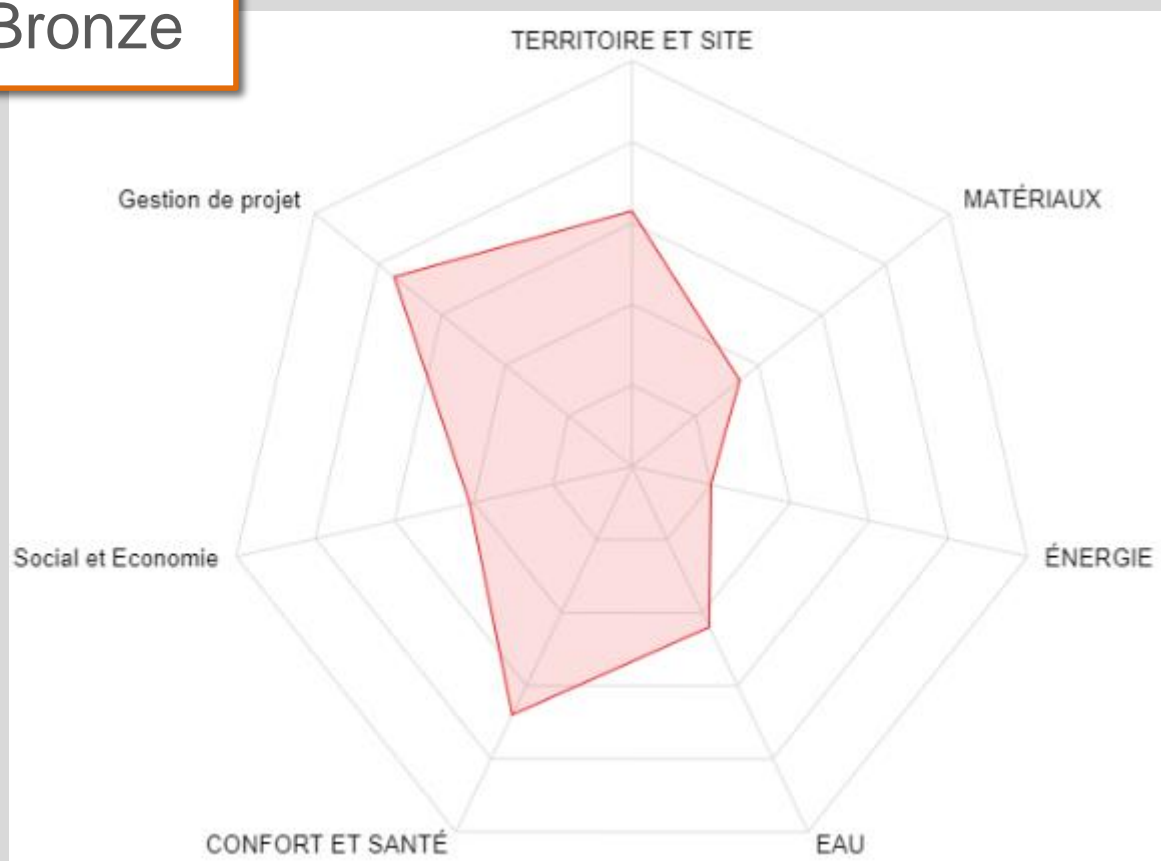 Bronze
TERRITOIRE ET SITE
Gestion de projet
MATÉRIAUX
Social et Economie
ÉNERGIE
CONFORT ET SANTÉ
EAU